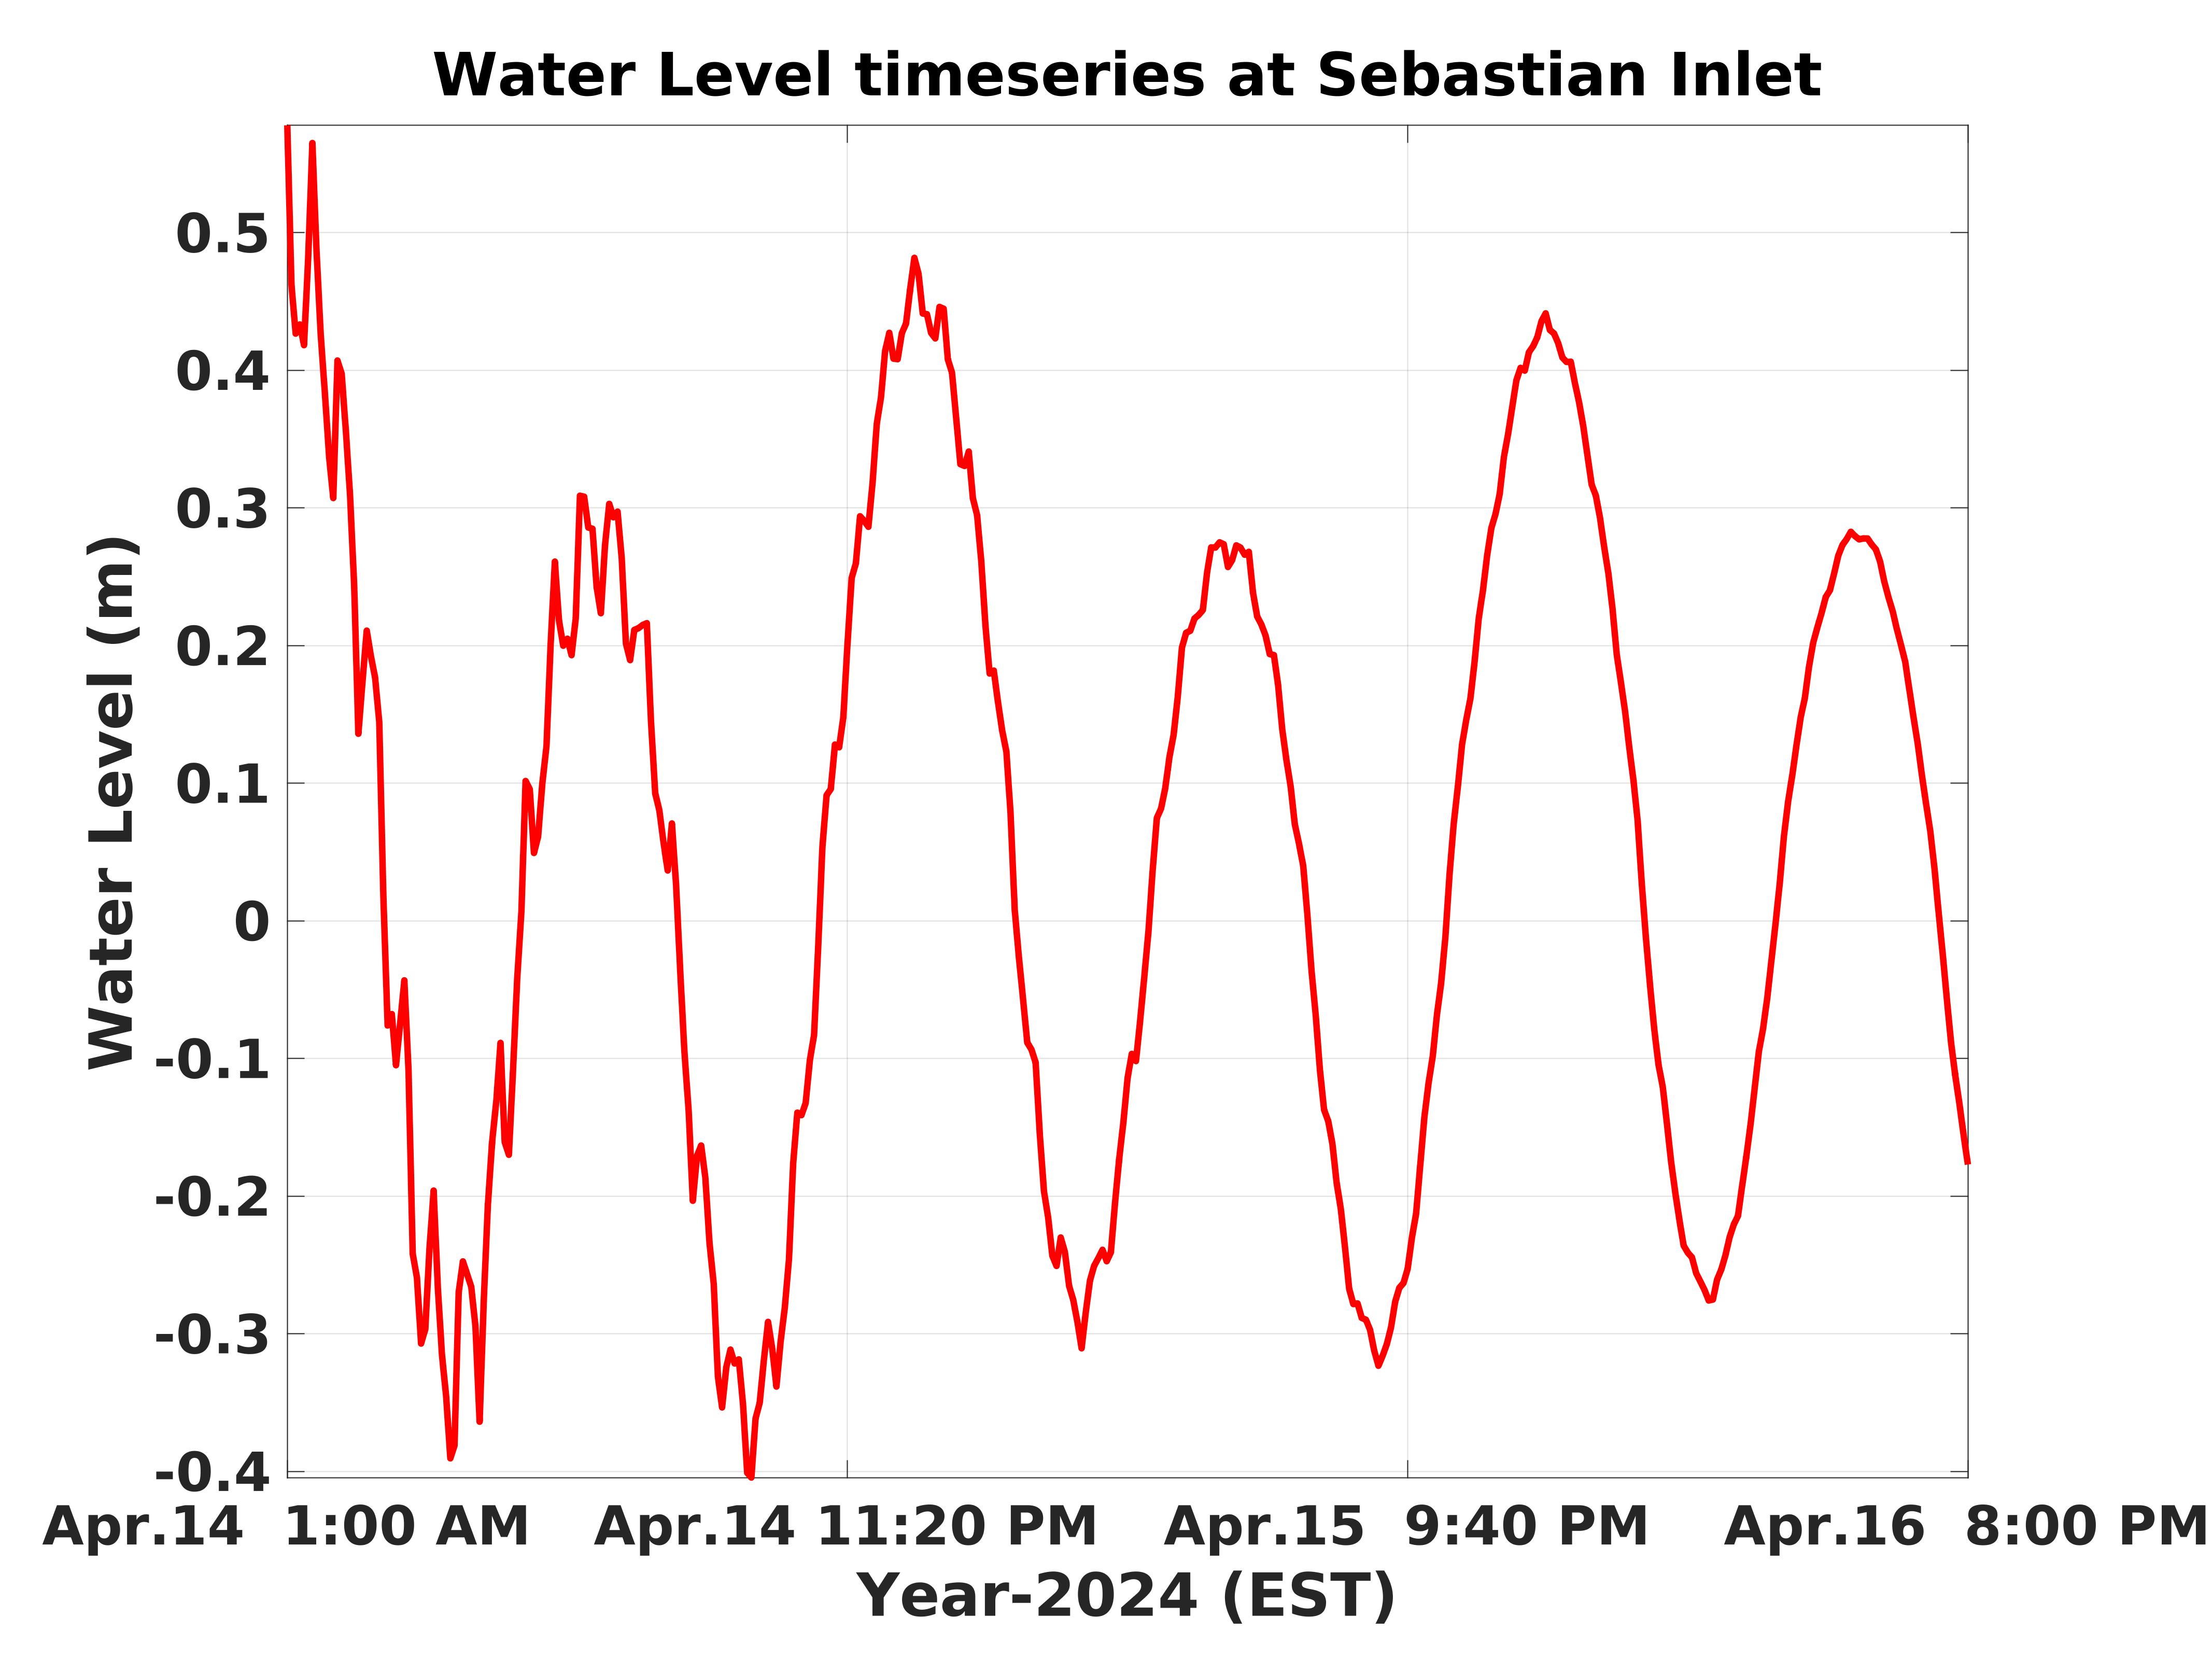 Water Level timeseries at Sebastian Inlet
Water Level (m)
0.5
0.4
0.3
0.2
0.1
0
-0.1
-0.2
-0.3
-0.4
Apr.14  1:00 AM
Apr.14 11:20 PM
Apr.15  9:40 PM
Apr.16  8:00 PM
Year-2024 (EST)